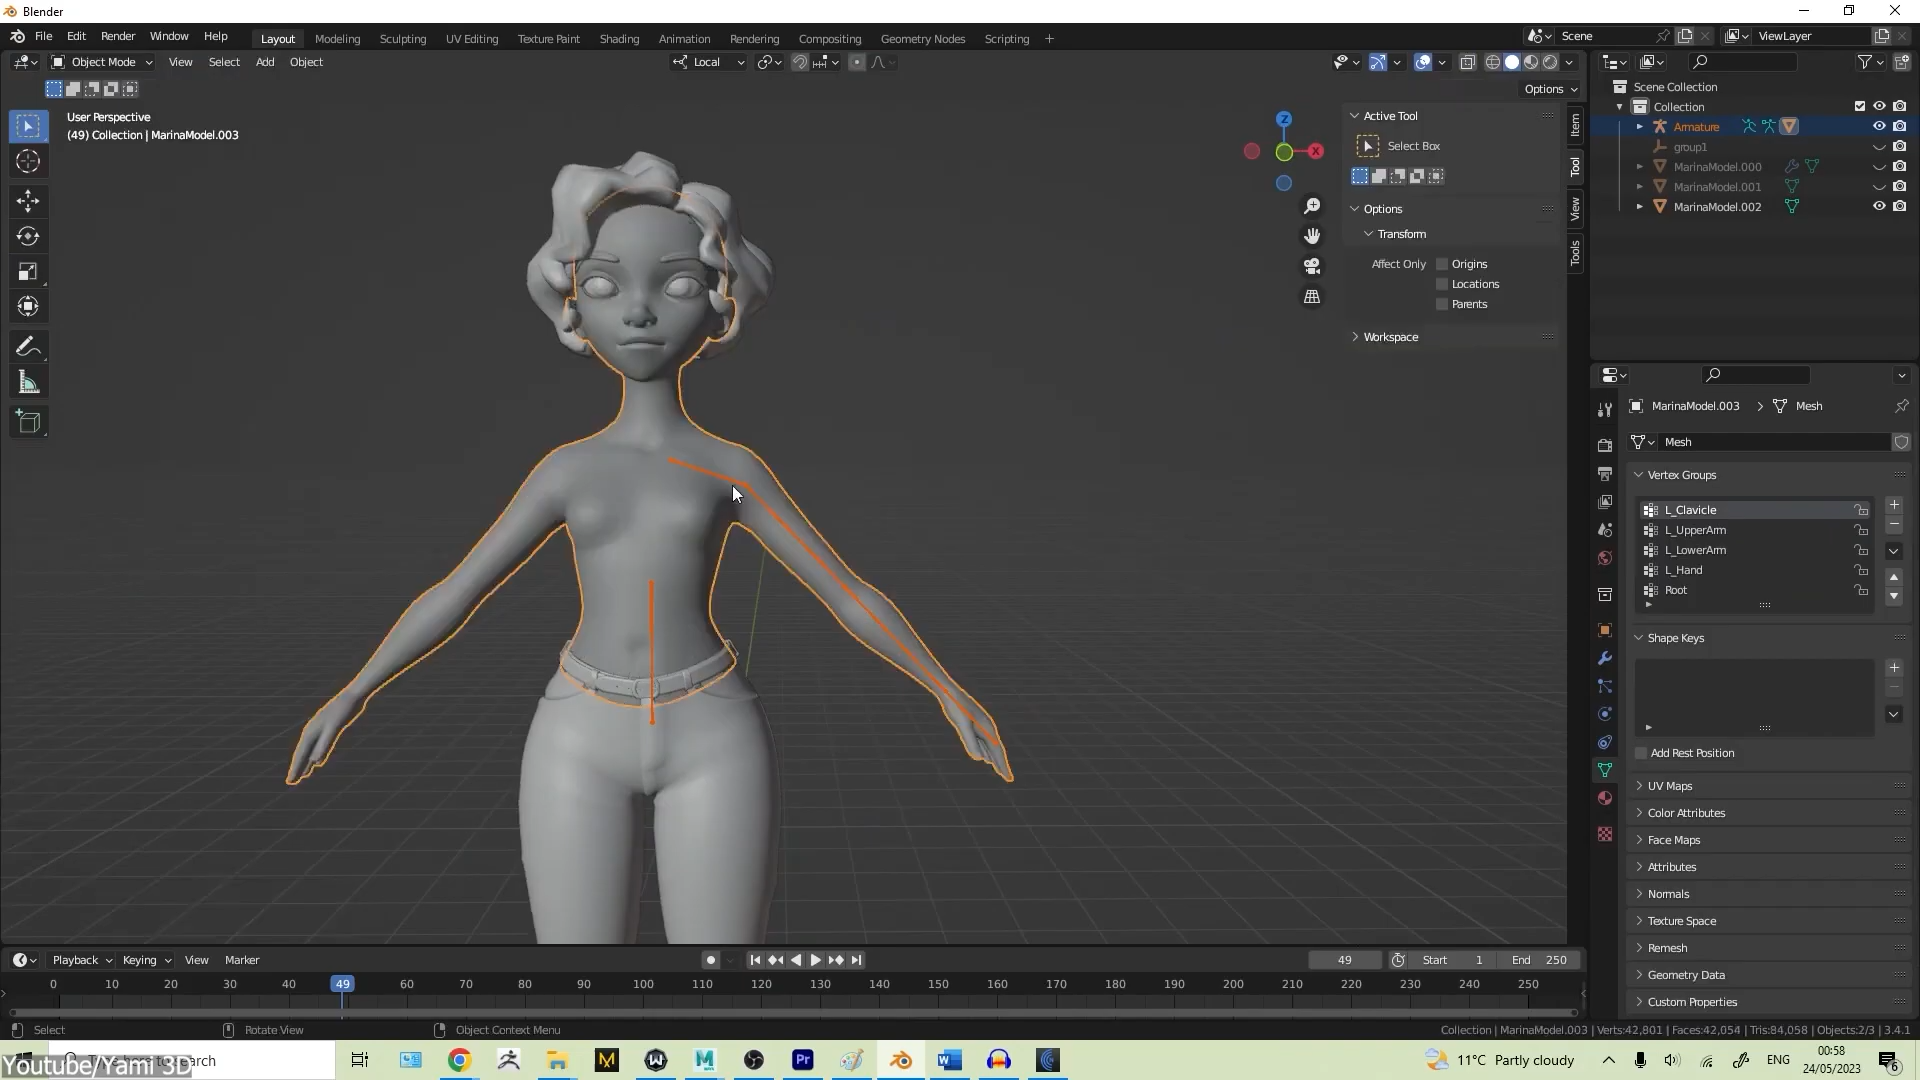 Blender
File Edit Render Window Help Layout Modeling Sculpting UV Editing Texture Paint Shading Animation Rendering Compositing Geometry Nodes Scripting + Scene ViewLayer
Object Mode View Select Add Object Local
Options
User Perspective
(49) Collection | MarinaModel.003
Z
X
Active Tool
Select Box
Options
Transform
Affect Only Origins
Locations
Parents
Workspace
Item
Tool
View
Tools
Scene Collection
Collection
Armature
group1
MarinaModel.000
MarinaModel.001
MarinaModel.002
MarinaModel.003 > Mesh
Mesh
Vertex Groups
L_Clavicle
L_UpperArm
L_LowerArm
L_Hand
Root
Shape Keys
Add Rest Position
UV Maps
Color Attributes
Face Maps
Attributes
Normals
Texture Space
Remesh
Geometry Data
Custom Properties
Playback Keying View Marker 49 Start 1 End 250
0 10 20 30 40 49 60 70 80 90 100 110 120 130 140 150 160 170 180 190 200 210 220 230 240 250
Select Rotate View Object Context Menu Collection | MarinaModel.003 | Verts:42,801 | Faces:42,054 | Tris:84,058 | Objects:2/3 | 3.4.1
Type here to search
Youtube/Yami 3D
11°C Partly cloudy ENG 00:58
24/05/2023
6